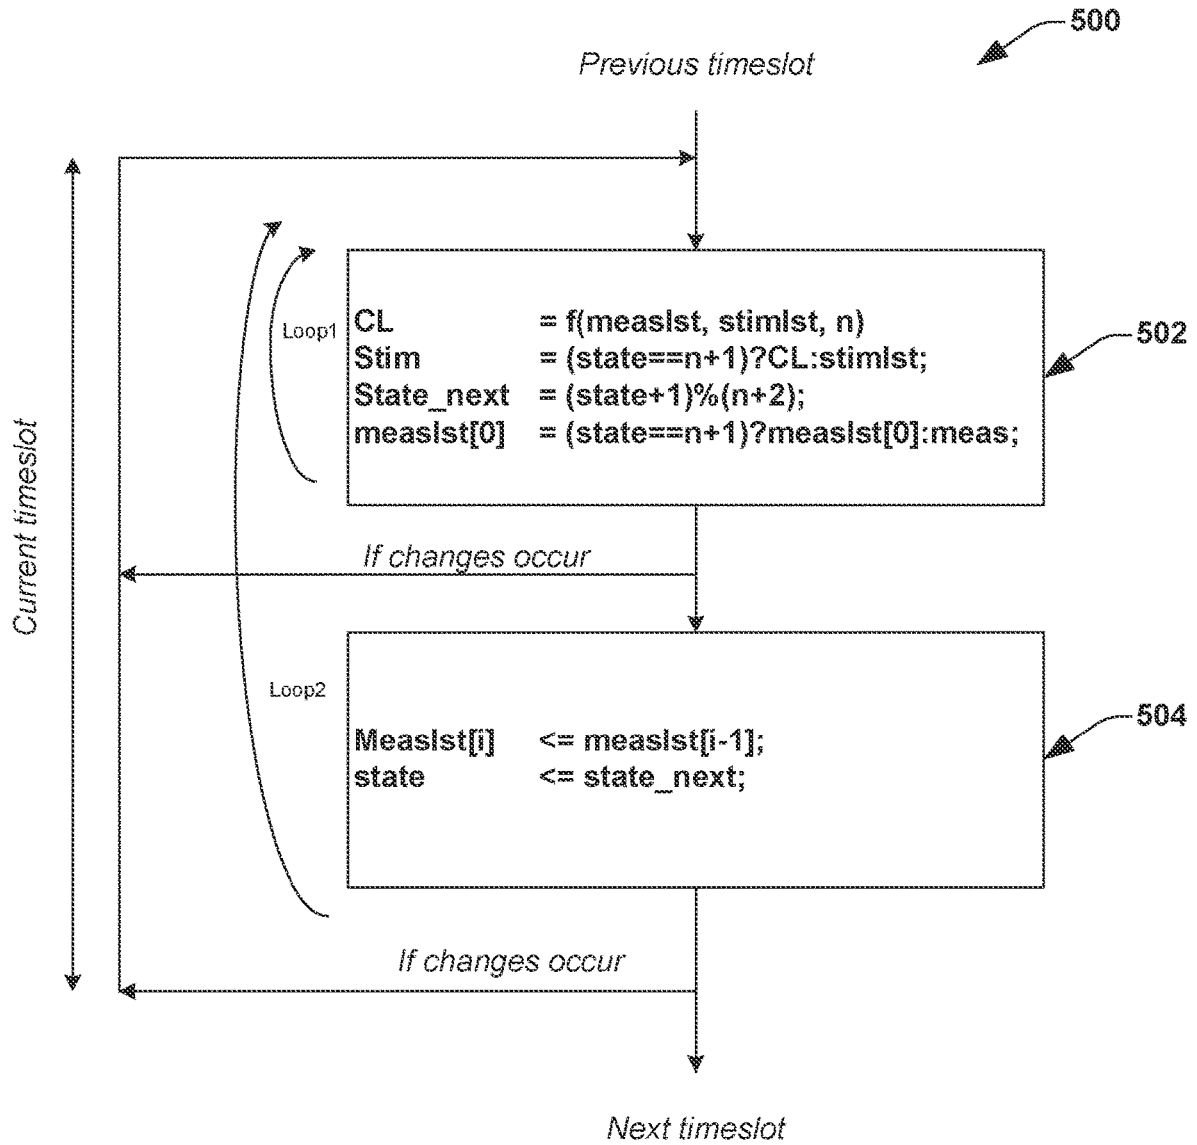 500
Previous timeslot
Loop1
CL = f(measlst, stimlst, n)
Stim = (state==n+1)?CL:stimlst;
State_next = (state+1)%(n+2);
measlst[0] = (state==n+1)?measlst[0]:meas;
502
Current timeslot
If changes occur
Loop2
Measlst[i] <= measlst[i-1];
state <= state_next;
504
If changes occur
Next timeslot